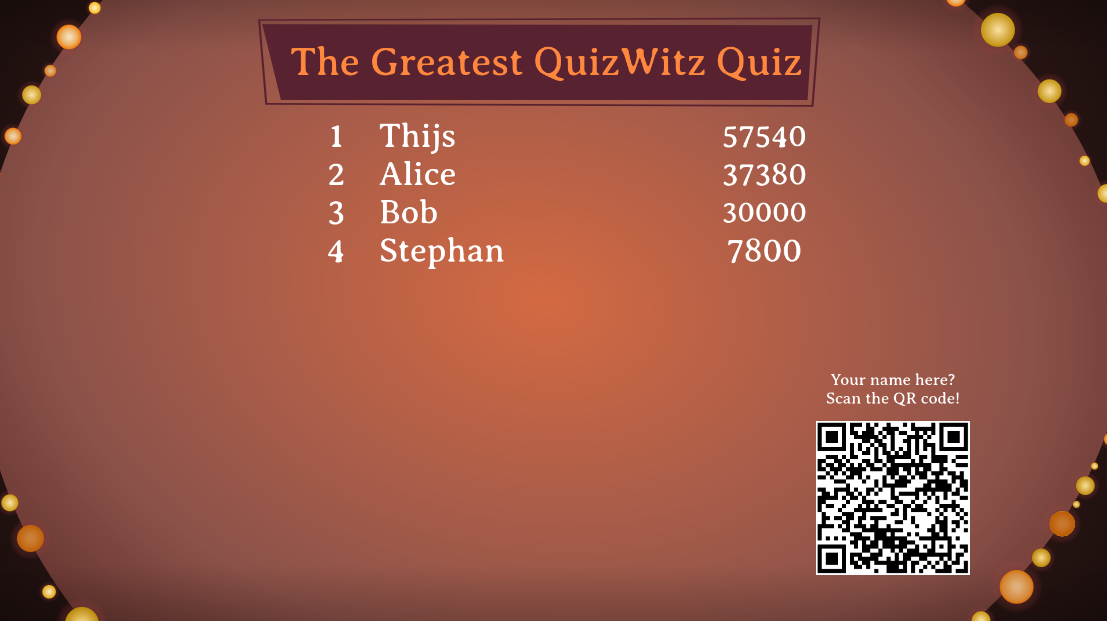 The Greatest QuizWitz Quiz
1 Thijs 57540
2 Alice 37380
3 Bob 30000
4 Stephan 7800
Your name here?
Scan the QR code!